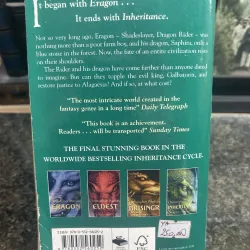 It began with Eragon . . .
It ends with Inheritance.
Not so very long ago, Eragon – Shadeslayer, Dragon Rider – was
nothing more than a poor farm boy, and his dragon, Saphira, only a
blue stone in the forest. Now, the fate of an entire civilization rests
on their shoulders.
The Rider and his dragon have come further than anyone dared to
imagine. But can they topple the evil king, Galbatorix, and
restore justice to Alagaësia? And if so, at what cost?
“The most intricate world created in the
fantasy genre in a long time” Daily Telegraph
“This book is an achievement.
Readers . . . will be transported” Sunday Times
THE FINAL STUNNING BOOK IN THE
WORLDWIDE BESTSELLING INHERITANCE CYCLE.
ERAGON
ELDEST
BRISINGR
INHERITANCE
FSC